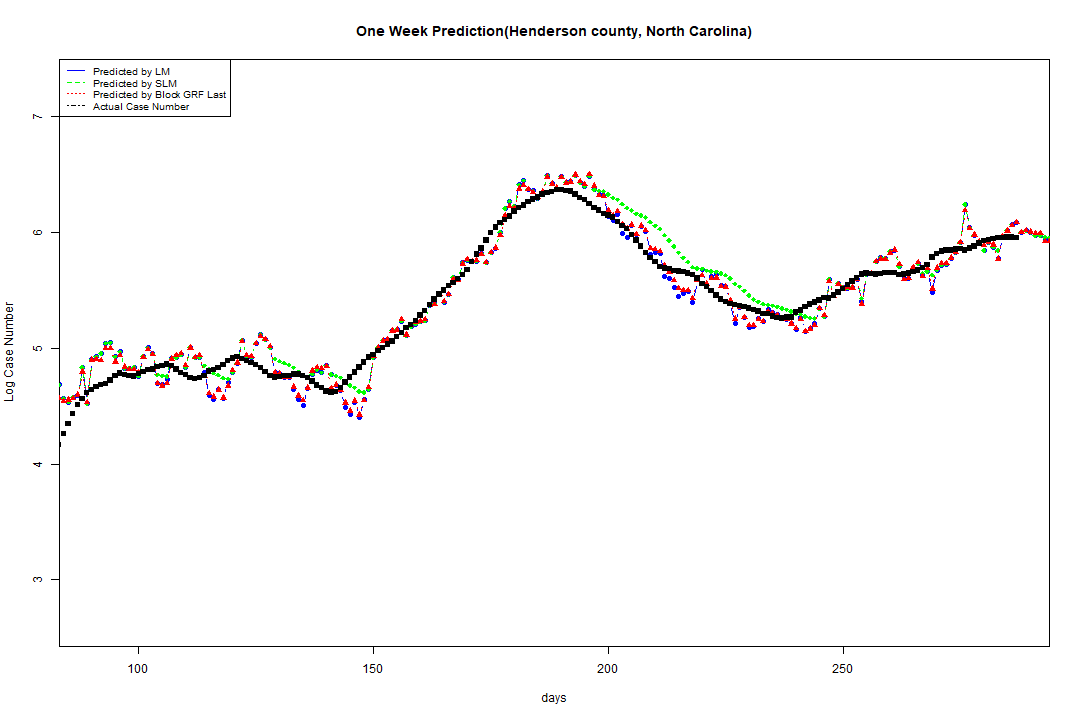 One Week Prediction(Henderson county, North Carolina)
Predicted by LM
Predicted by SLM
Predicted by Block GRF Last
Actual Case Number
7
6
5
4
3
Log Case Number
100 150 200 250
days